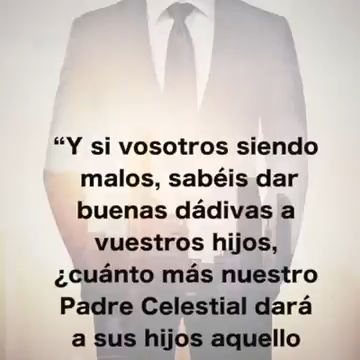 “Y si vosotros siendo
malos, sabéis dar
buenas dádivas a
vuestros hijos,
¿cuánto más nuestro
Padre Celestial dará
a sus hijos aquello